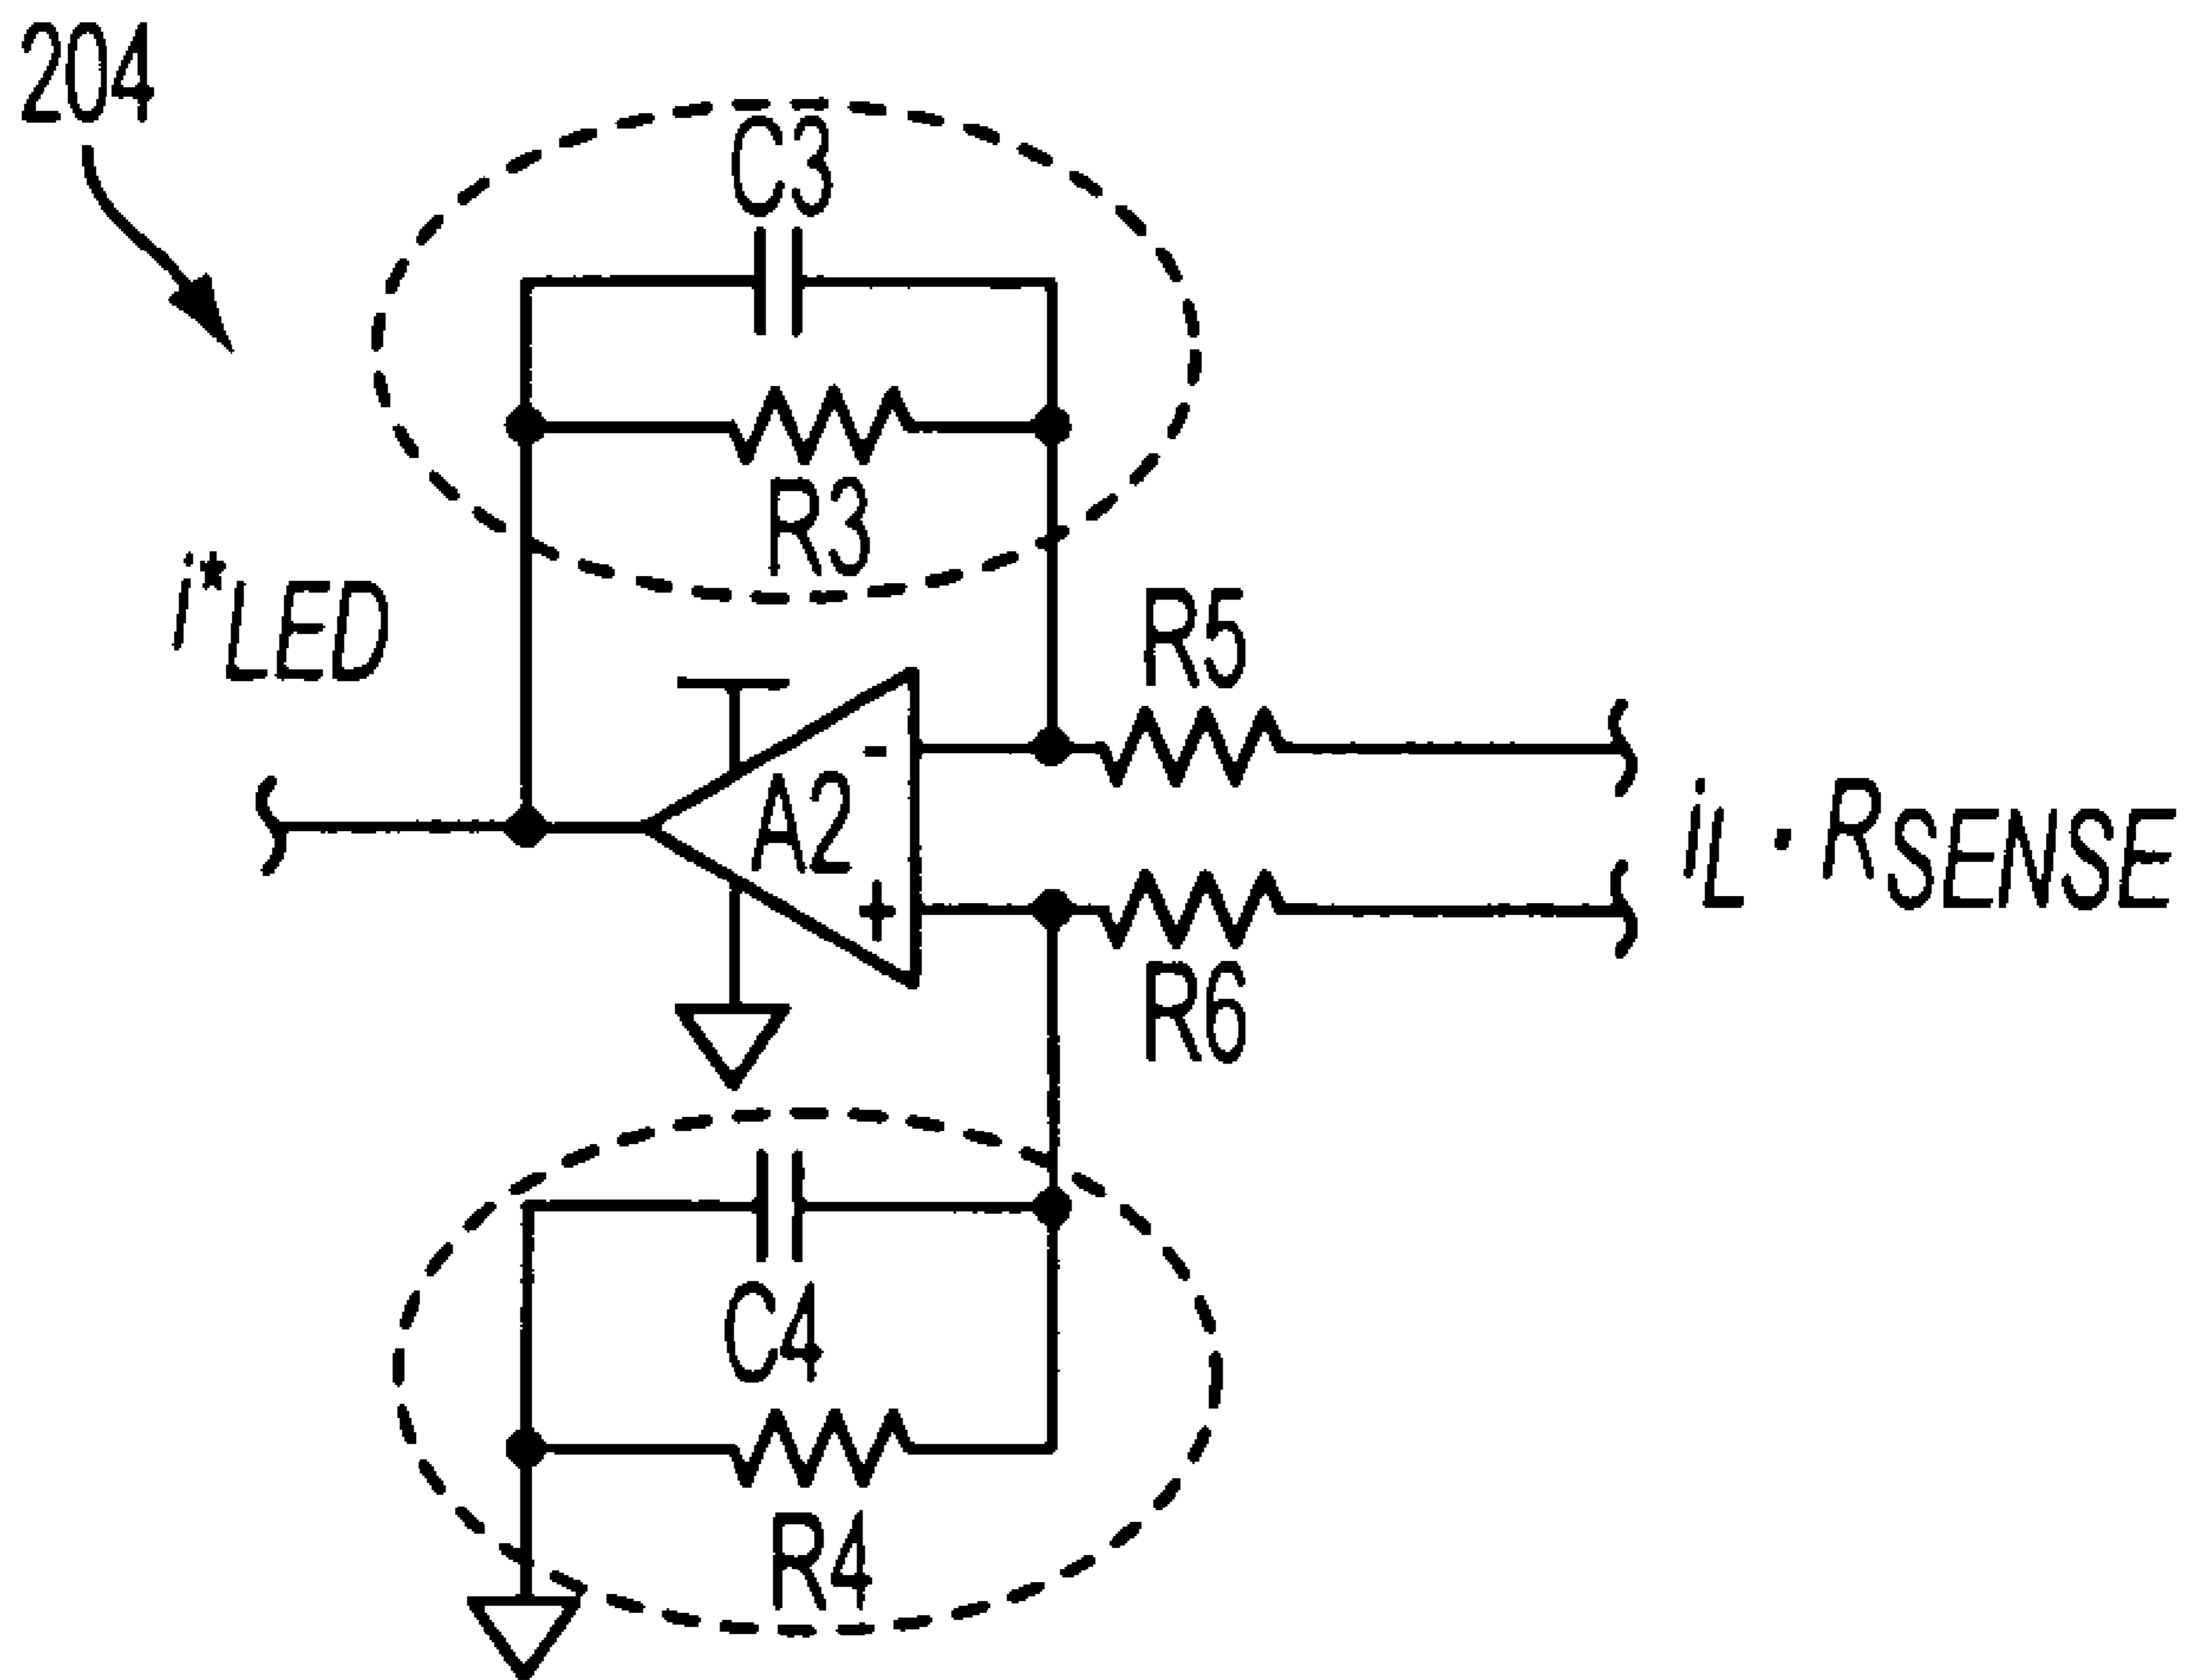 204
C3
R3
i*LED
R5
-
A2
+
iL · RSENSE
R6
C4
R4